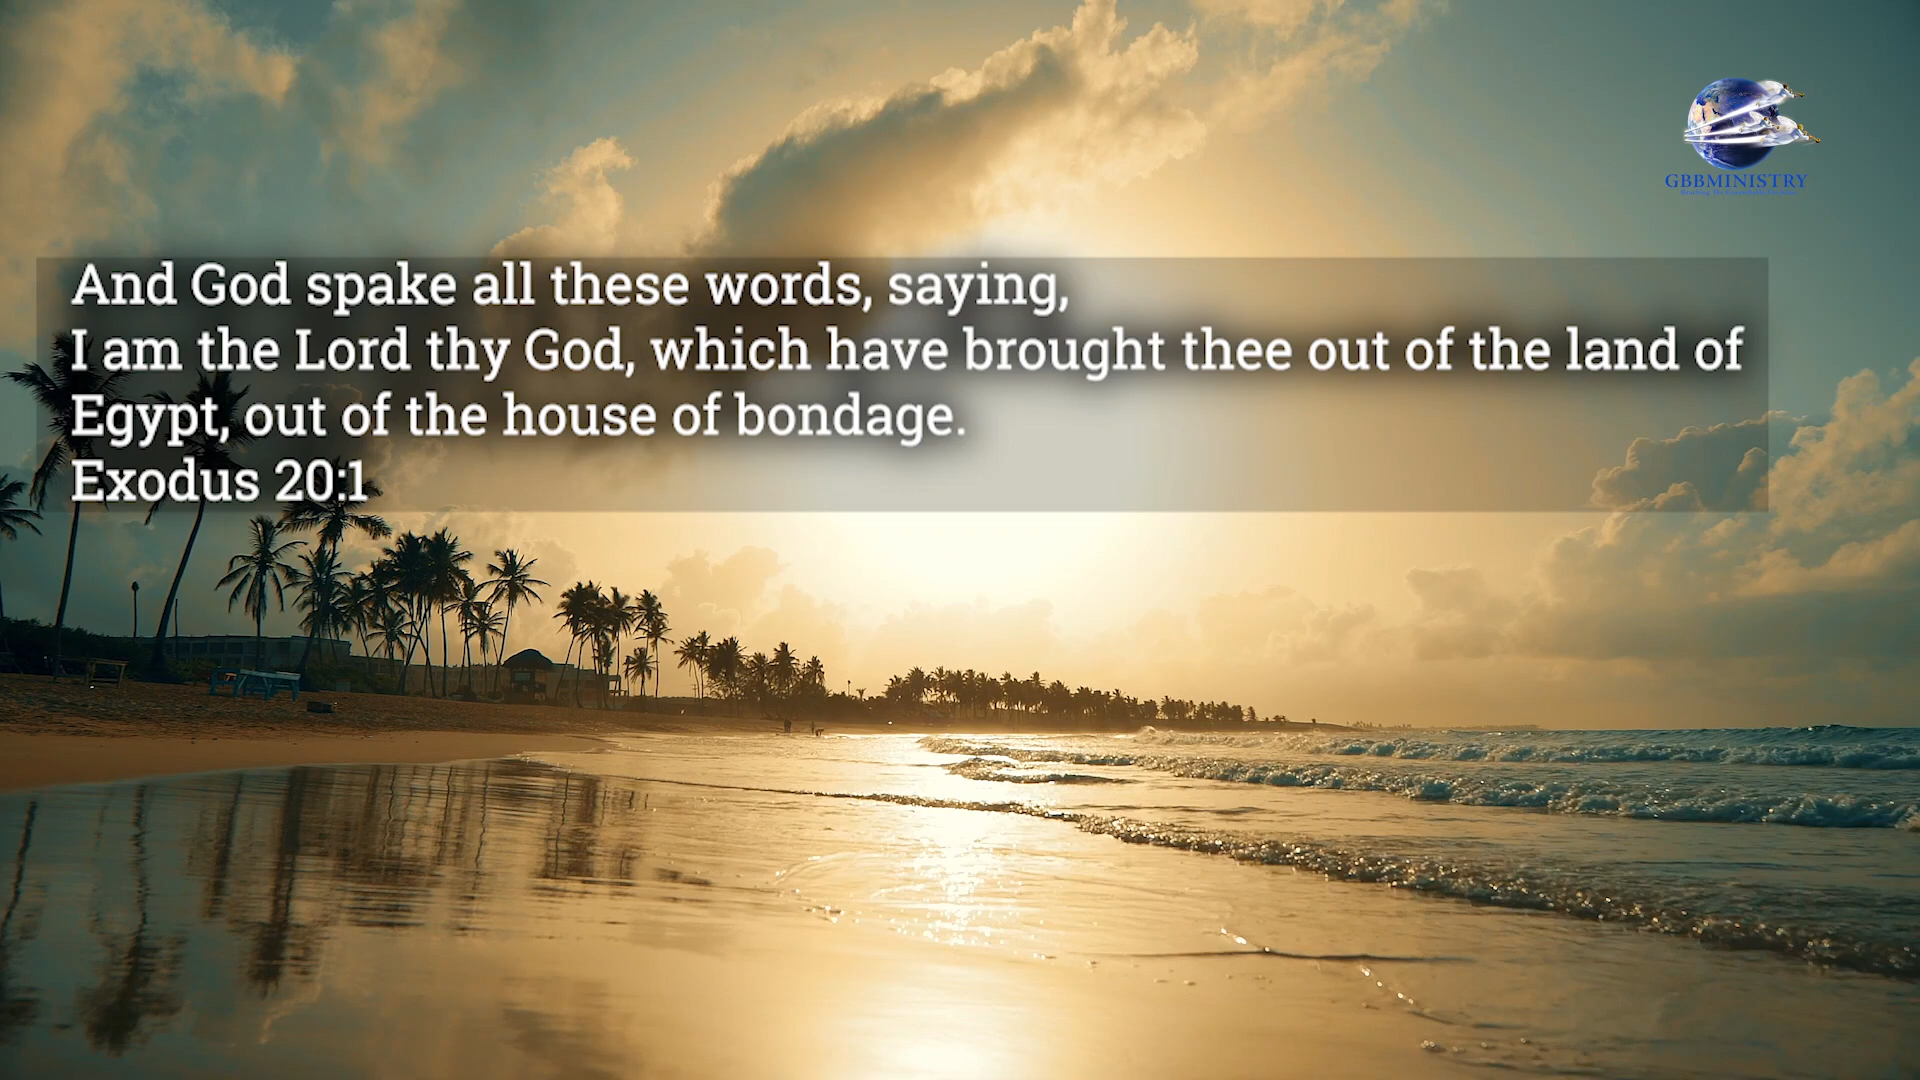 GBBMINISTRY
And God spake all these words, saying,
I am the Lord thy God, which have brought thee out of the land of
Egypt, out of the house of bondage.
Exodus 20:1